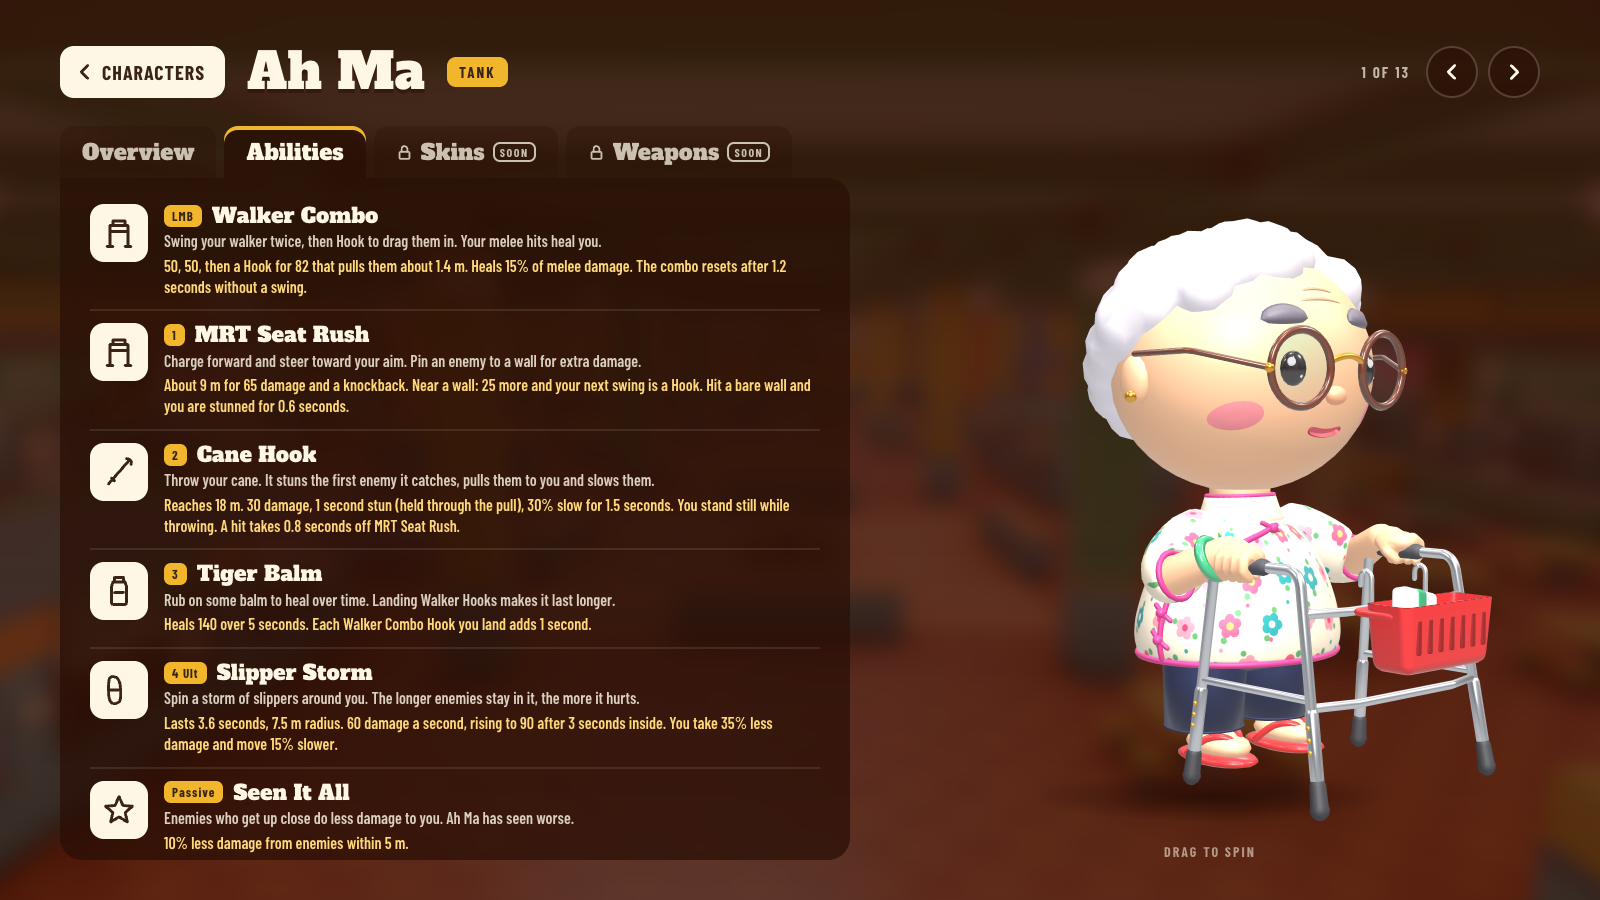 CHARACTERS
Ah Ma
TANK
1 OF 13
Overview
Abilities
Skins SOON
Weapons SOON
LMB Walker Combo
Swing your walker twice, then Hook to drag them in. Your melee hits heal you.
50, 50, then a Hook for 82 that pulls them about 1.4 m. Heals 15% of melee damage. The combo resets after 1.2
seconds without a swing.
1 MRT Seat Rush
Charge forward and steer toward your aim. Pin an enemy to a wall for extra damage.
About 9 m for 65 damage and a knockback. Near a wall: 25 more and your next swing is a Hook. Hit a bare wall and
you are stunned for 0.6 seconds.
2 Cane Hook
Throw your cane. It stuns the first enemy it catches, pulls them to you and slows them.
Reaches 18 m. 30 damage, 1 second stun (held through the pull), 30% slow for 1.5 seconds. You stand still while
throwing. A hit takes 0.8 seconds off MRT Seat Rush.
3 Tiger Balm
Rub on some balm to heal over time. Landing Walker Hooks makes it last longer.
Heals 140 over 5 seconds. Each Walker Combo Hook you land adds 1 second.
4 Ult Slipper Storm
Spin a storm of slippers around you. The longer enemies stay in it, the more it hurts.
Lasts 3.6 seconds, 7.5 m radius. 60 damage a second, rising to 90 after 3 seconds inside. You take 35% less
damage and move 15% slower.
Passive Seen It All
Enemies who get up close do less damage to you. Ah Ma has seen worse.
10% less damage from enemies within 5 m.
DRAG TO SPIN